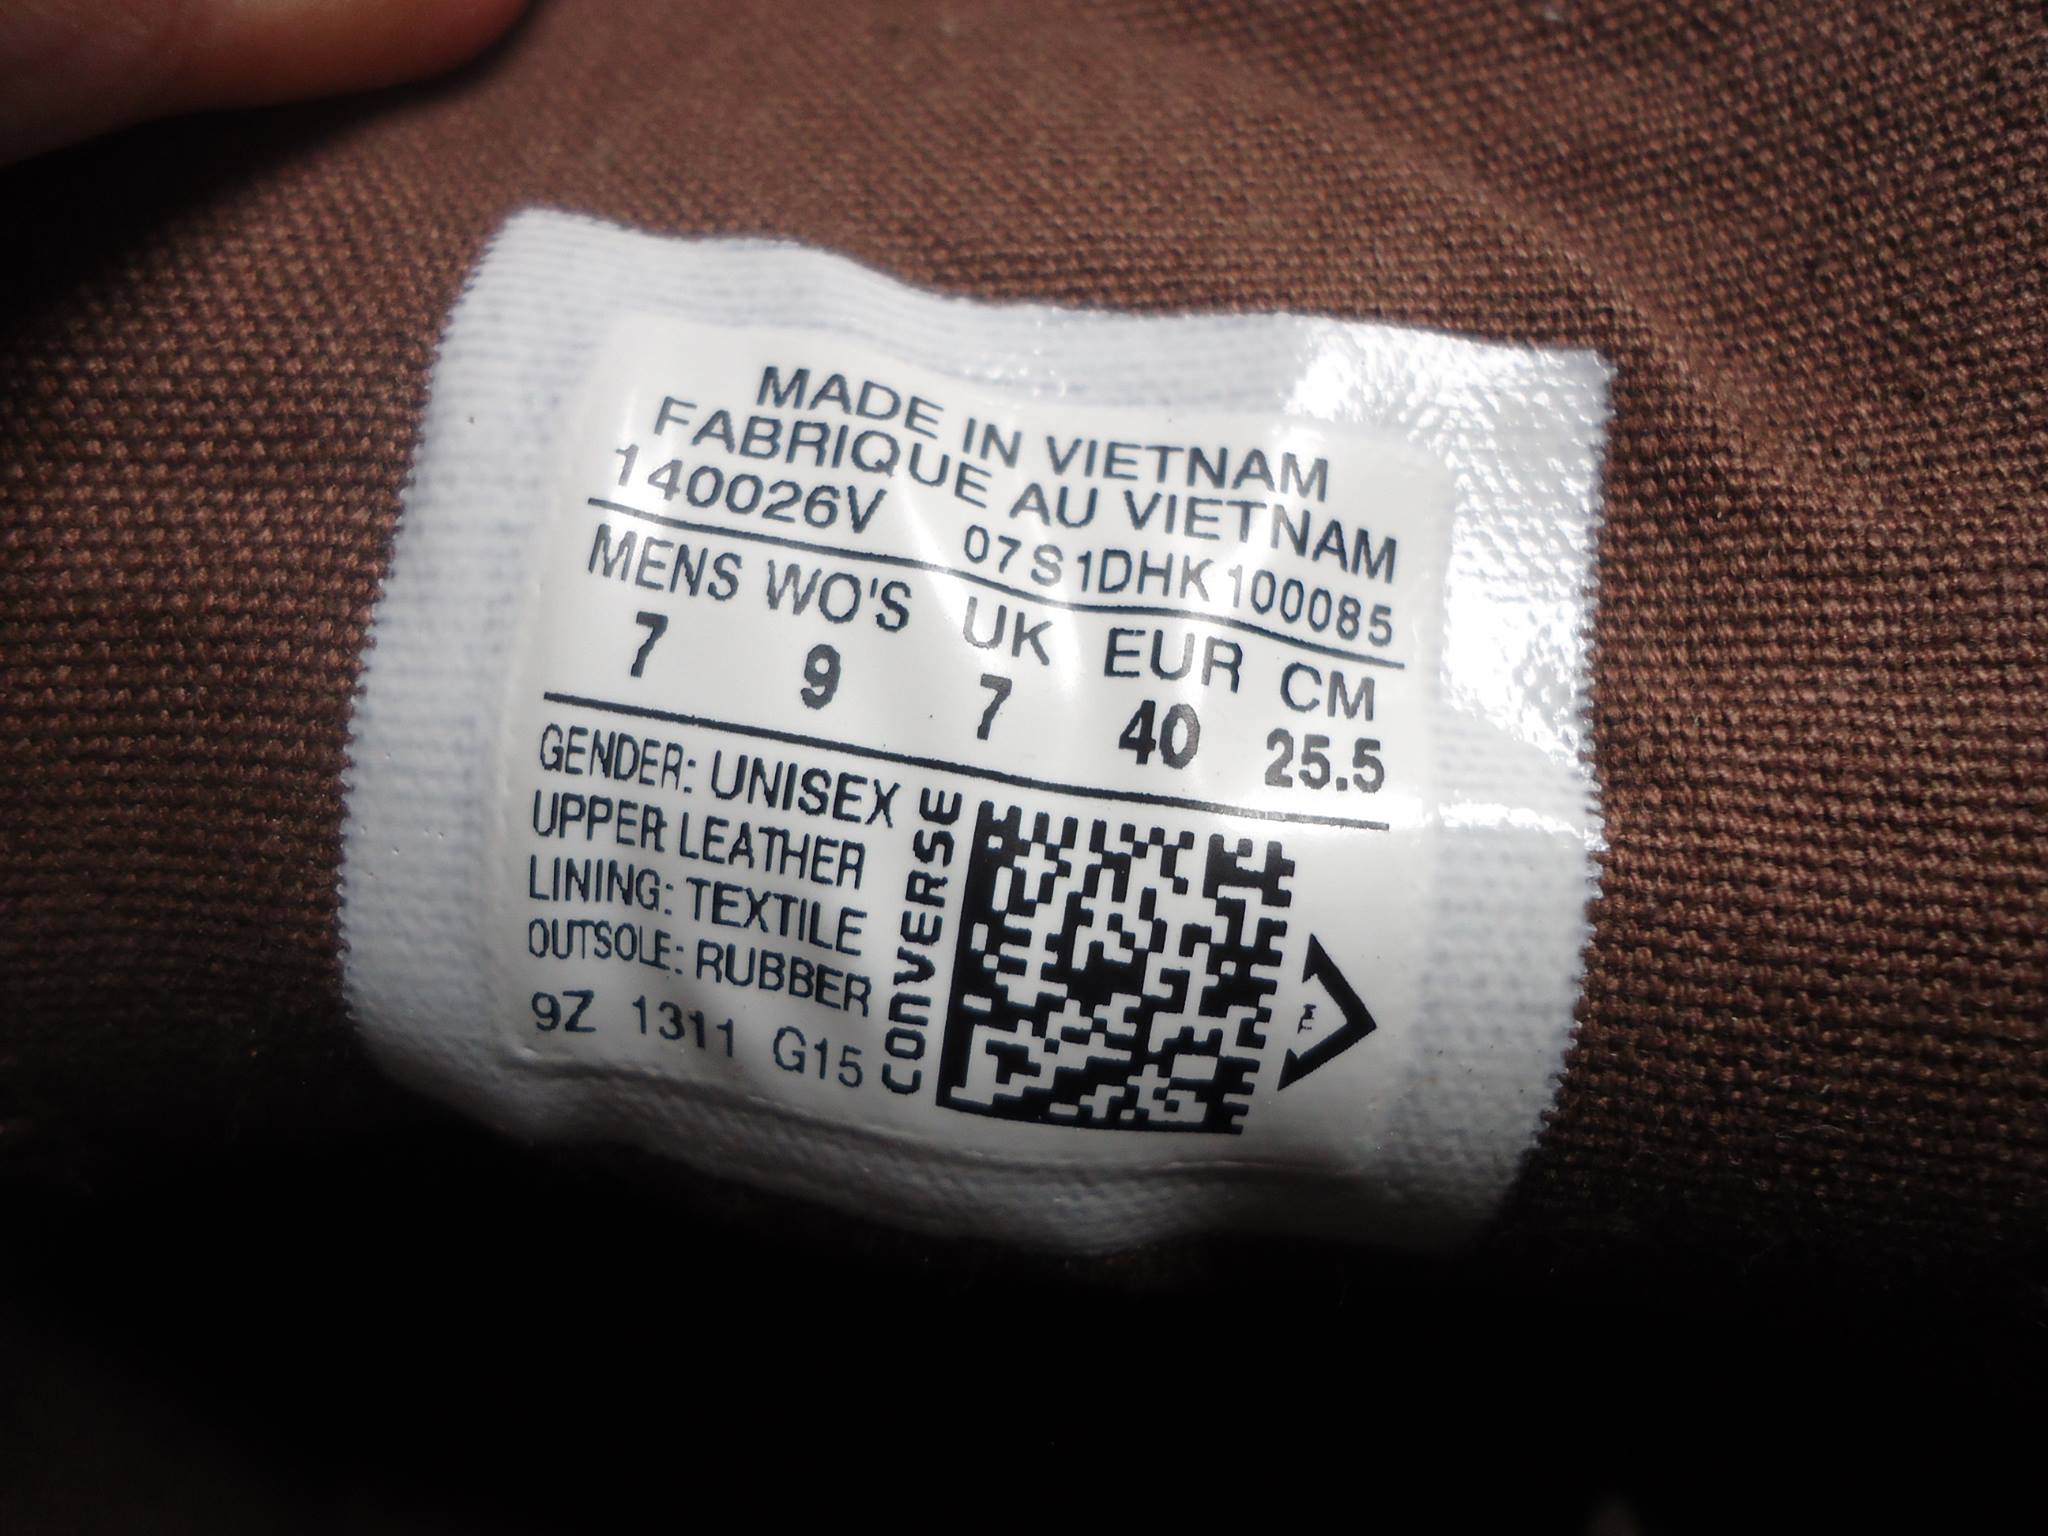 MADE IN VIETNAM
FABRIQUE AU VIETNAM
140026V 07S1DHK100085
MENS WO'S UK EUR CM
7 9 7 40 25.5
GENDER: UNISEX
UPPER: LEATHER
LINING: TEXTILE
OUTSOLE: RUBBER
9Z 1311 G15
CONVERSE
TM